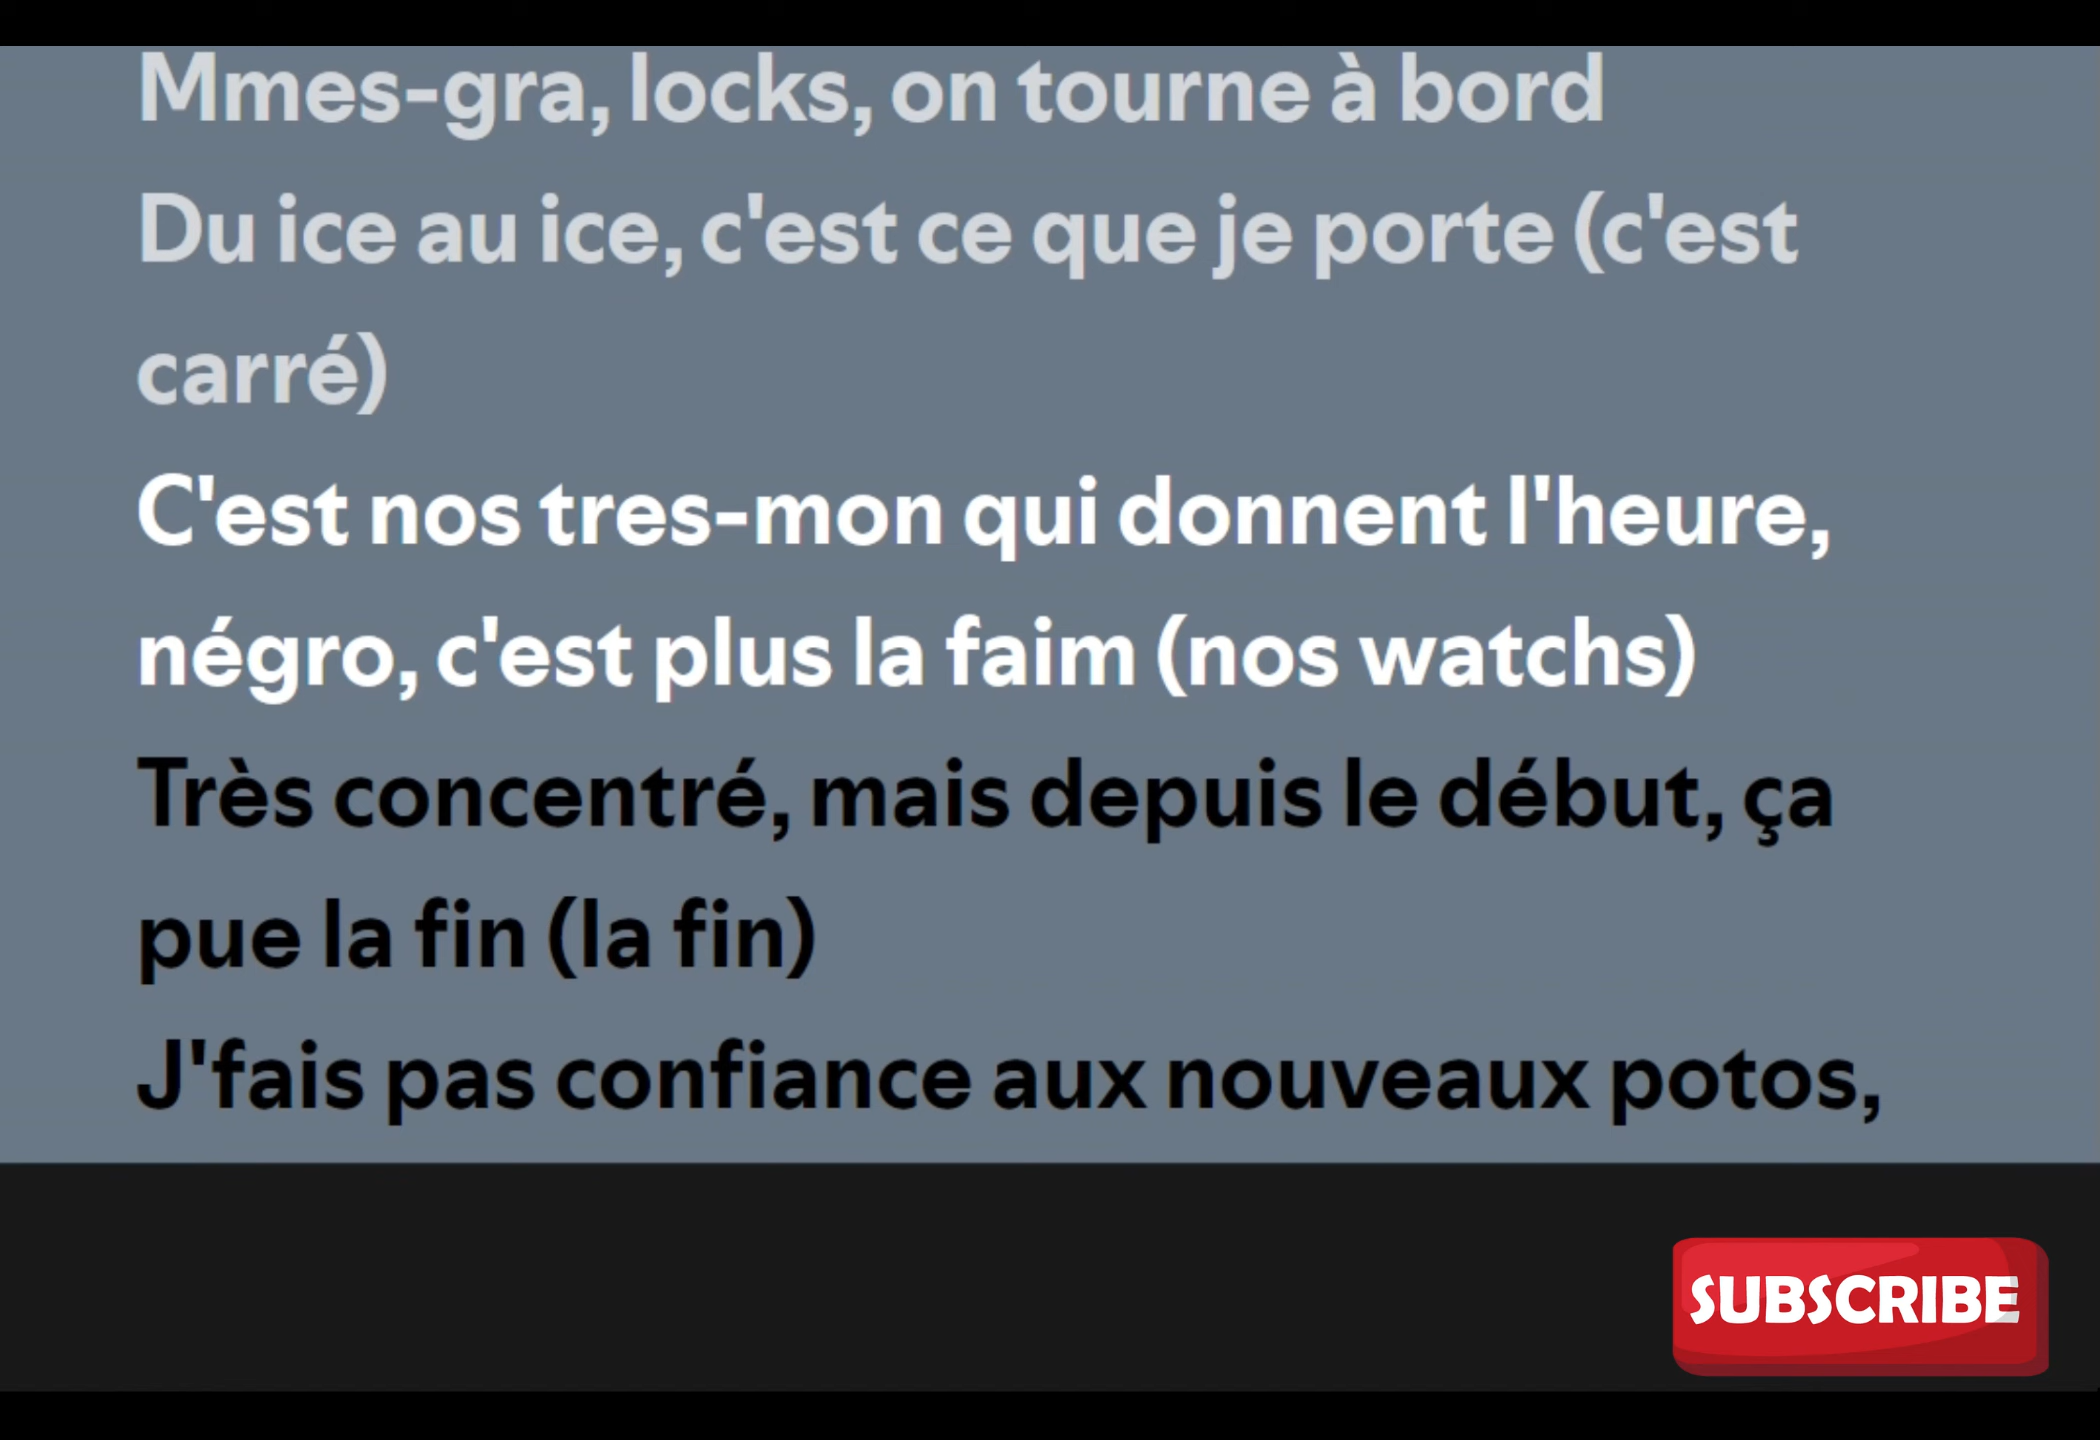 Mmes-gra, locks, on tourne à bord
Du ice au ice, c'est ce que je porte (c'est
carré)
C'est nos tres-mon qui donnent l'heure,
négro, c'est plus la faim (nos watchs)
Très concentré, mais depuis le début, ça
pue la fin (la fin)
J'fais pas confiance aux nouveaux potos,
SUBSCRIBE